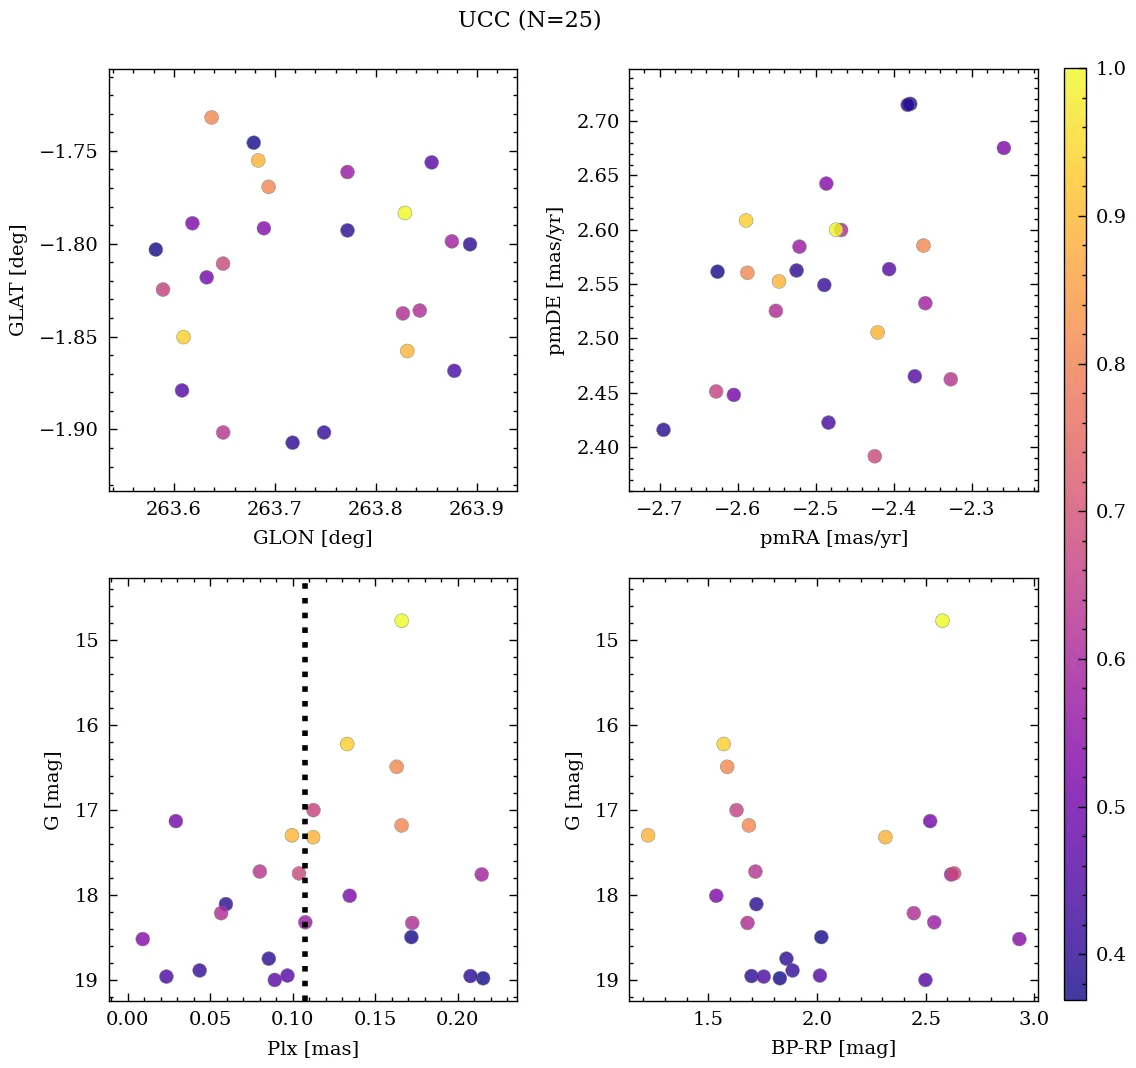 UCC (N=25)
−1.75
−1.80
−1.85
−1.90
GLAT [deg]
263.6 263.7 263.8 263.9
GLON [deg]
2.70
2.65
2.60
2.55
2.50
2.45
2.40
pmDE [mas/yr]
−2.7 −2.6 −2.5 −2.4 −2.3
pmRA [mas/yr]
1.0
0.9
0.8
0.7
0.6
0.5
0.4
15
16
17
18
19
G [mag]
0.00 0.05 0.10 0.15 0.20
Plx [mas]
15
16
17
18
19
G [mag]
1.5 2.0 2.5 3.0
BP-RP [mag]